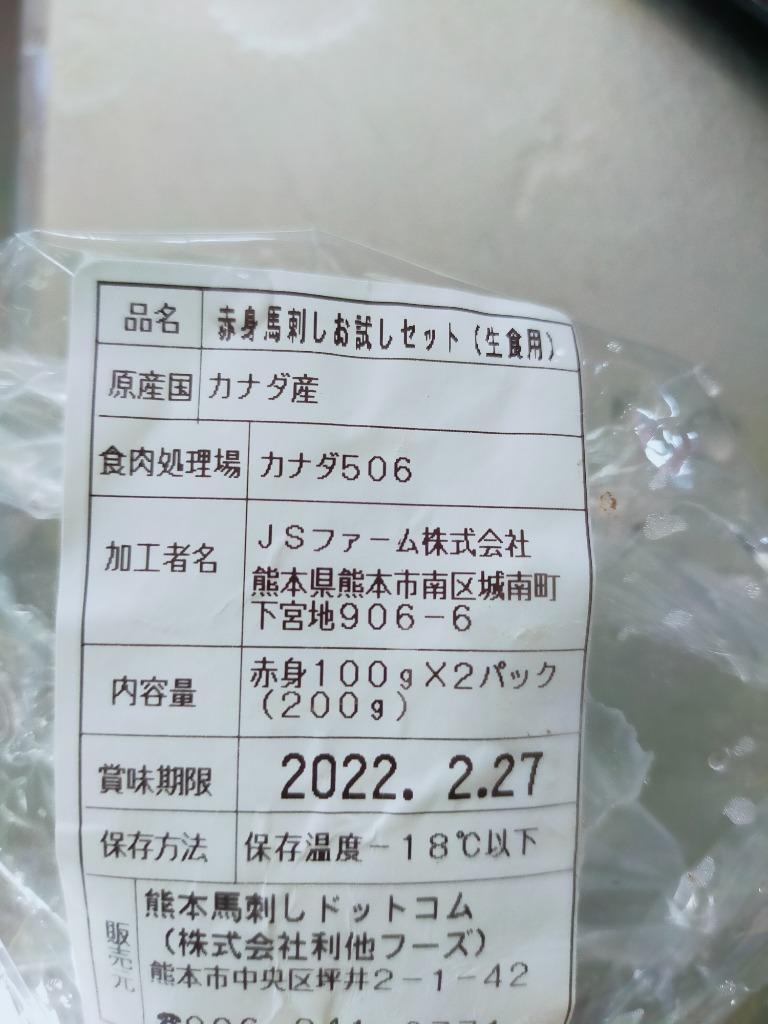 品名 赤身馬刺しお試しセット（生食用）
原産国 カナダ産
食肉処理場 カナダ506
加工者名 JSファーム株式会社
熊本県熊本市南区城南町
下宮地906-6
内容量 赤身100g×2パック
（200g）
賞味期限 2022. 2.27
保存方法 保存温度-18℃以下
販売元 熊本馬刺しドットコム
（株式会社利他フーズ）
熊本市中央区坪井2-1-42